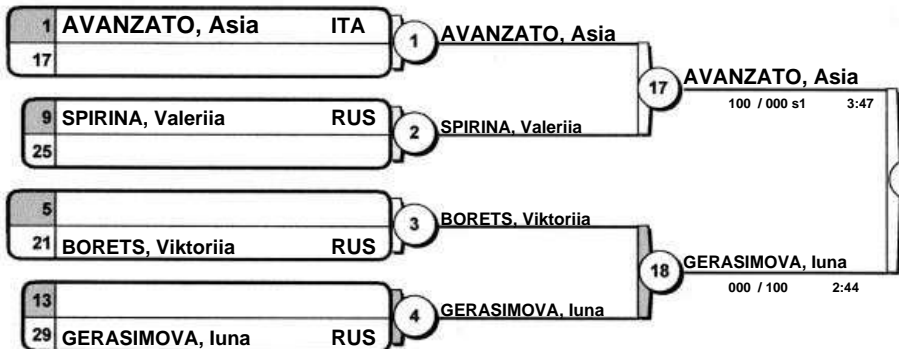 1 AVANZATO, Asia ITA
17
1
AVANZATO, Asia
9 SPIRINA, Valeriia RUS
25
2
SPIRINA, Valeriia
17
AVANZATO, Asia
100 / 000 s1 3:47
5
21 BORETS, Viktoriia RUS
3
BORETS, Viktoriia
13
29 GERASIMOVA, Iuna RUS
4
GERASIMOVA, Iuna
18
GERASIMOVA, Iuna
000 / 100 2:44